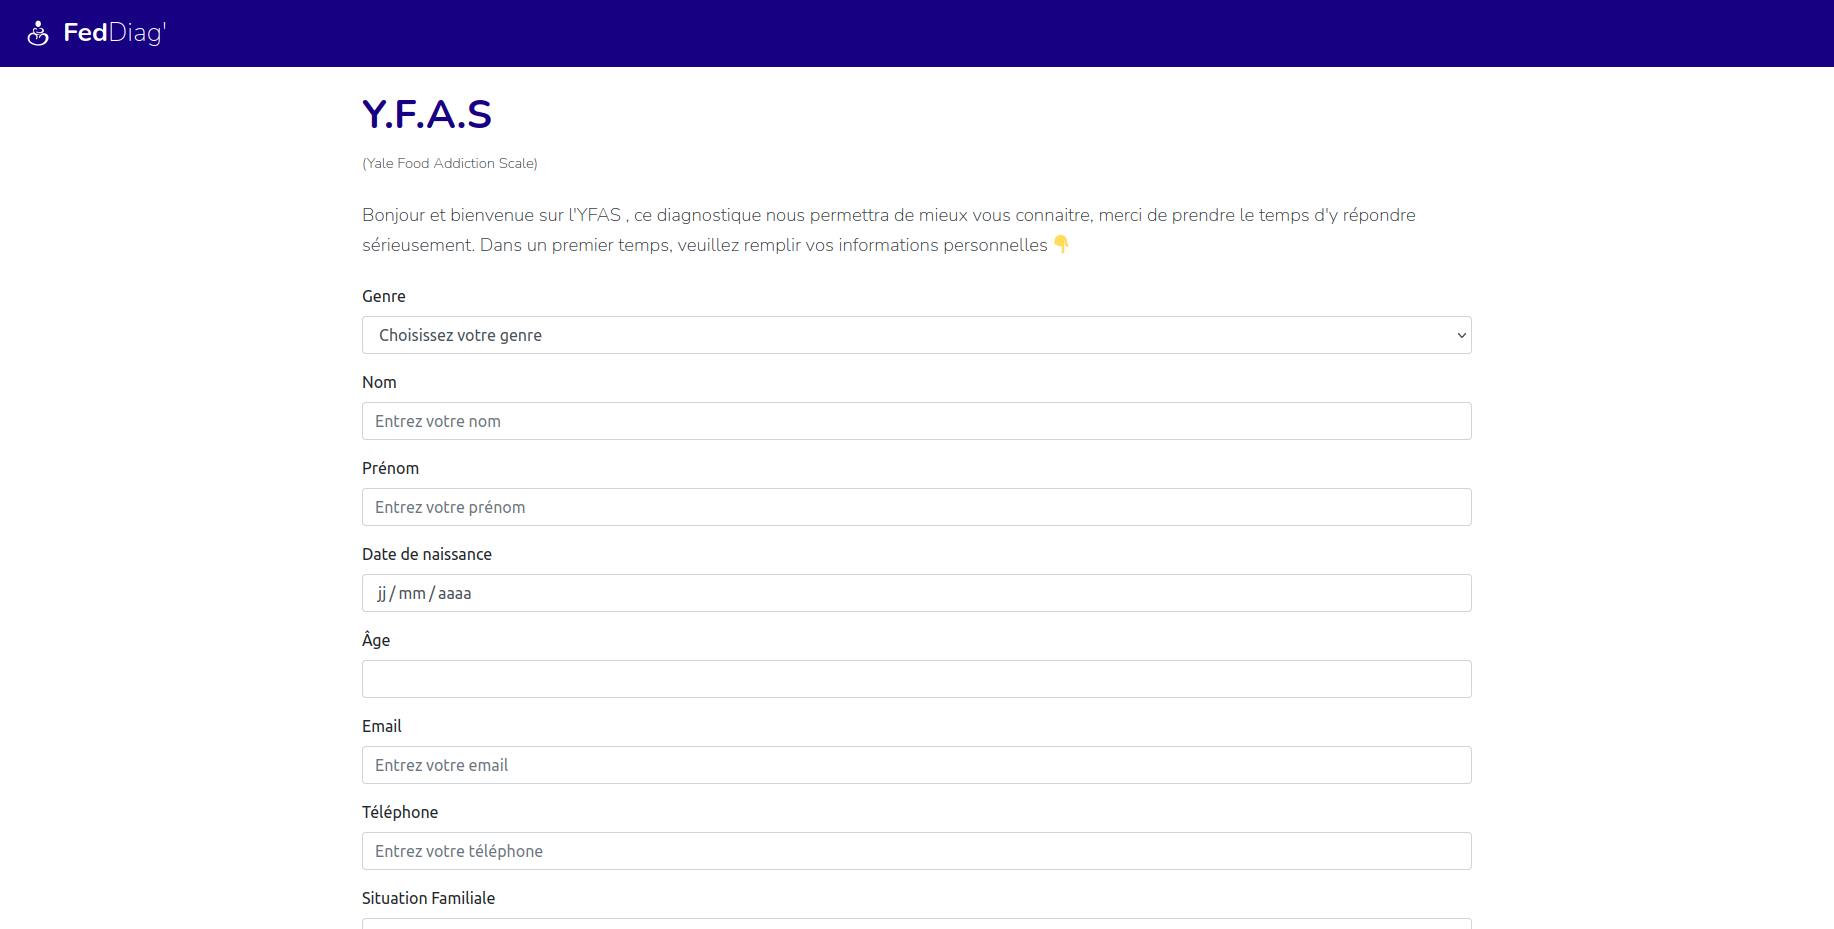 FedDiag'
Y.F.A.S
(Yale Food Addiction Scale)
Bonjour et bienvenue sur l'YFAS , ce diagnostique nous permettra de mieux vous connaitre, merci de prendre le temps d'y répondre
sérieusement. Dans un premier temps, veuillez remplir vos informations personnelles 👇
Genre
Choisissez votre genre
Nom
Entrez votre nom
Prénom
Entrez votre prénom
Date de naissance
jj / mm / aaaa
Âge
Email
Entrez votre email
Téléphone
Entrez votre téléphone
Situation Familiale